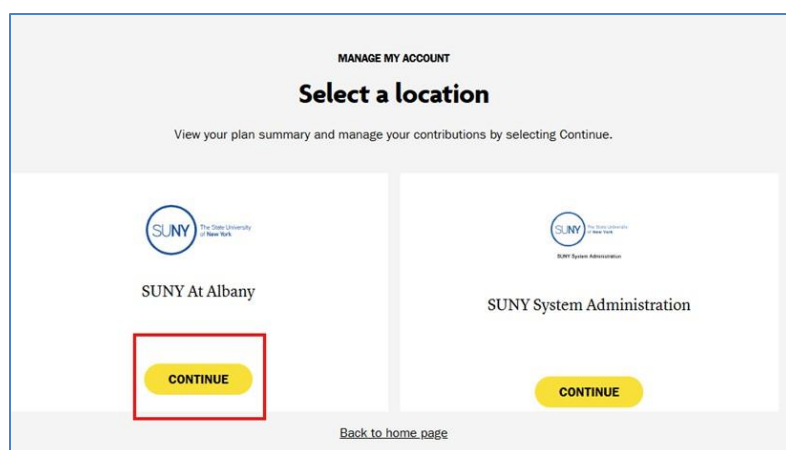 MANAGE MY ACCOUNT
Select a location
View your plan summary and manage your contributions by selecting Continue.
SUNY
The State University
of New York
SUNY At Albany
CONTINUE
SUNY
The State University
of New York
SUNY System Administration
SUNY System Administration
CONTINUE
Back to home page